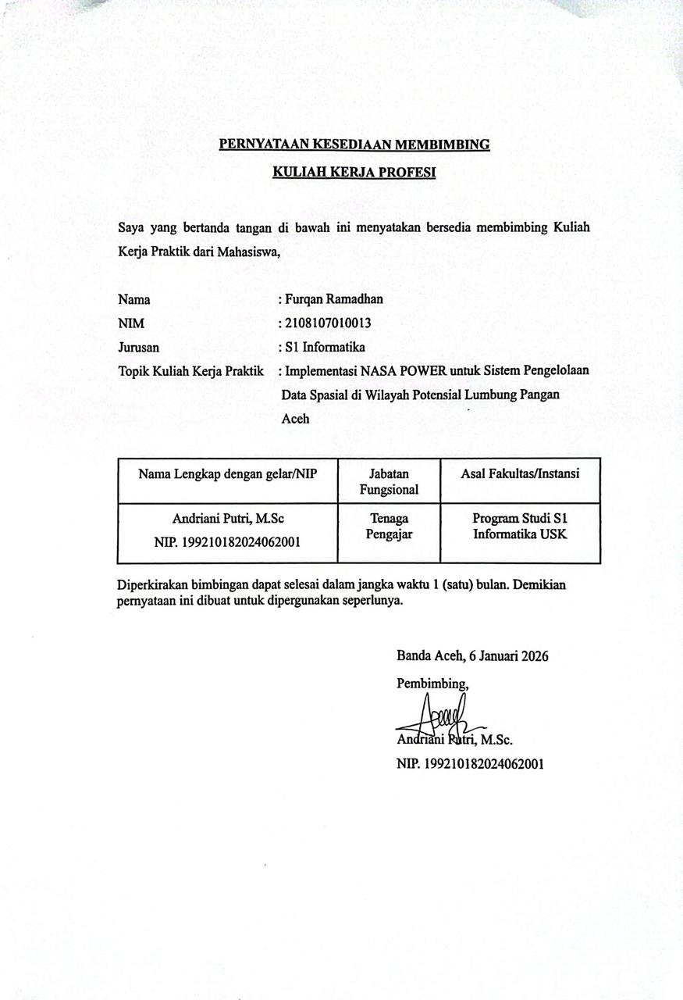 PERNYATAAN KESEDIAAN MEMBIMBING
KULIAH KERJA PROFESI
Saya yang bertanda tangan di bawah ini menyatakan bersedia membimbing Kuliah
Kerja Praktik dari Mahasiswa,
Nama : Furqan Ramadhan
NIM : 2108107010013
Jurusan : S1 Informatika
Topik Kuliah Kerja Praktik : Implementasi NASA POWER untuk Sistem Pengelolaan
Data Spasial di Wilayah Potensial Lumbung Pangan
Aceh
Nama Lengkap dengan gelar/NIP Jabatan Asal Fakultas/Instansi
Fungsional
Andriani Putri, M.Sc Tenaga Program Studi S1
NIP. 199210182024062001 Pengajar Informatika USK
Diperkirakan bimbingan dapat selesai dalam jangka waktu 1 (satu) bulan. Demikian
pernyataan ini dibuat untuk dipergunakan seperlunya.
Banda Aceh, 6 Januari 2026
Pembimbing,
Andriani Putri, M.Sc.
NIP. 199210182024062001